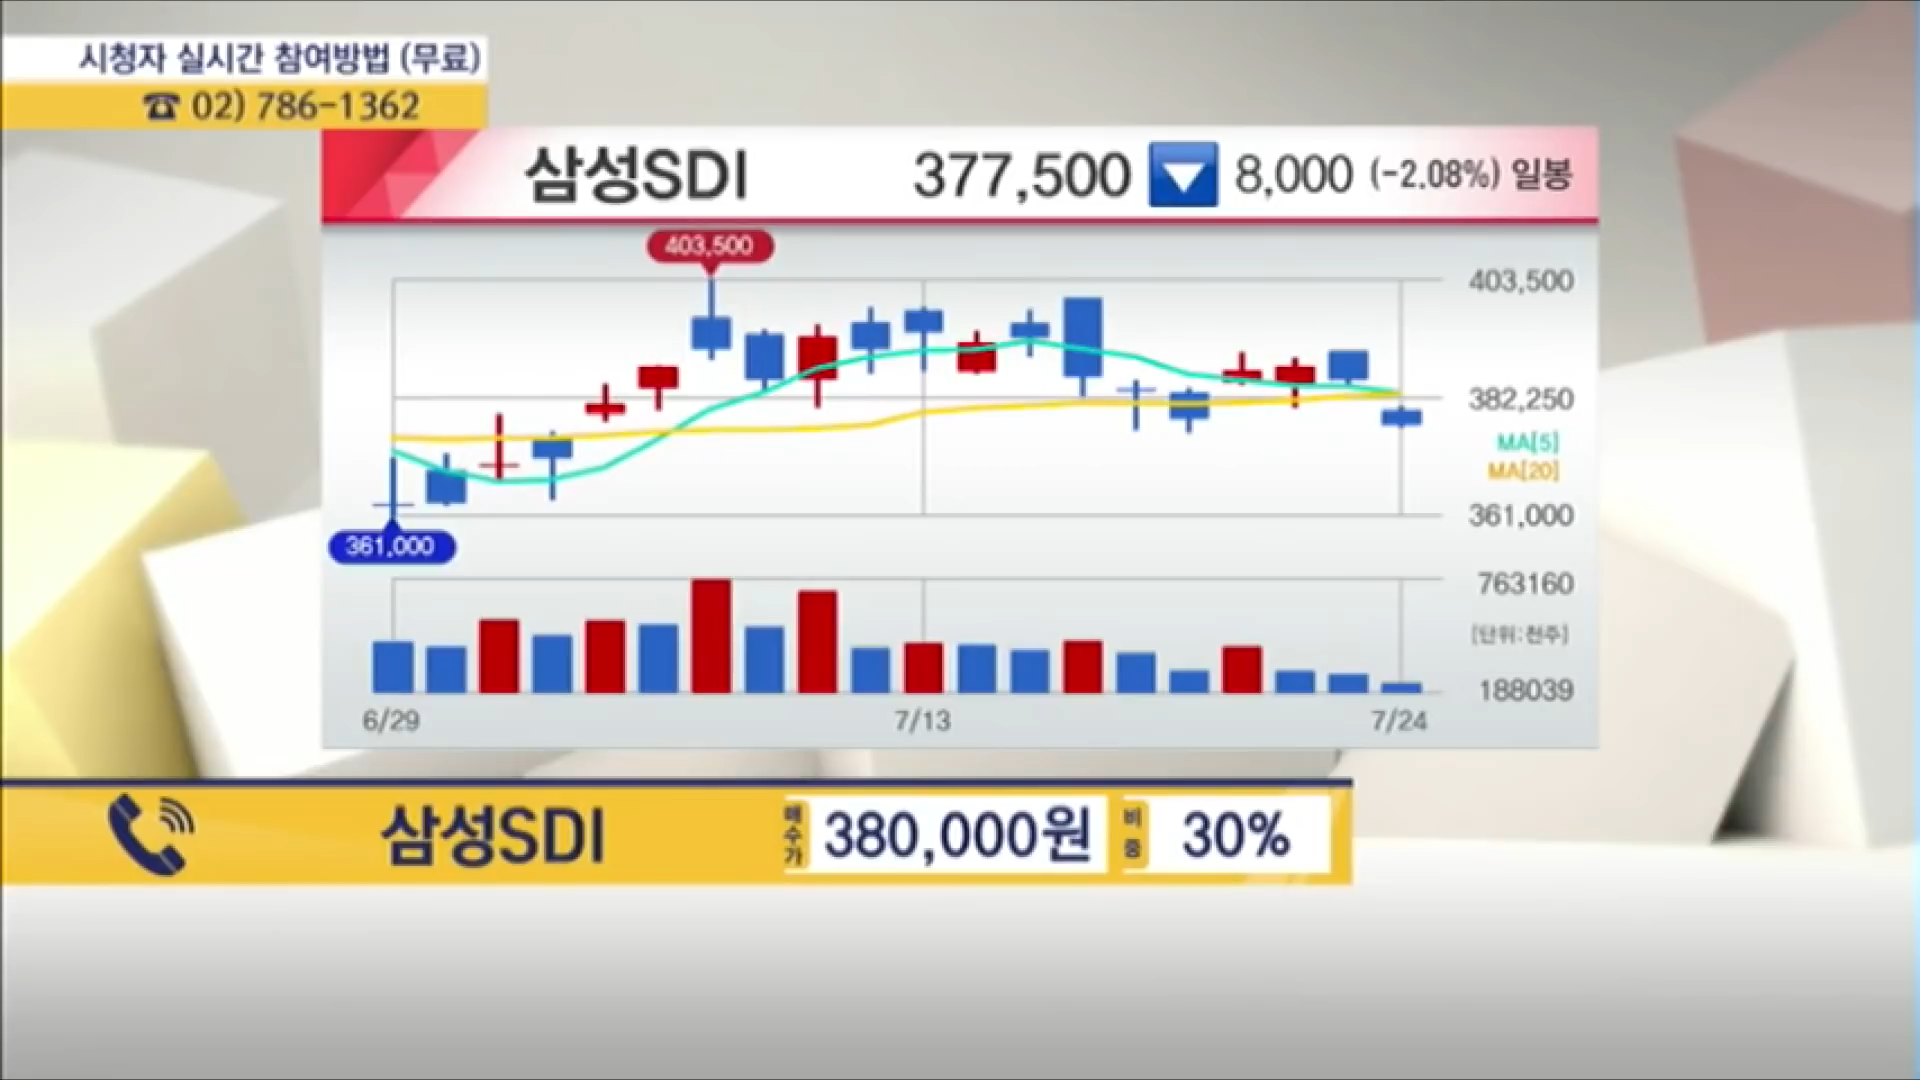 시청자 실시간 참여방법 (무료)
☎ 02) 786-1362
삼성SDI 377,500 ▼ 8,000 (-2.08%) 일봉
403,500
403,500
382,250
MA[5]
MA[20]
361,000
361,000
763160
[단위:천주]
188039
6/29 7/13 7/24
삼성SDI 매수가 380,000원 비중 30%